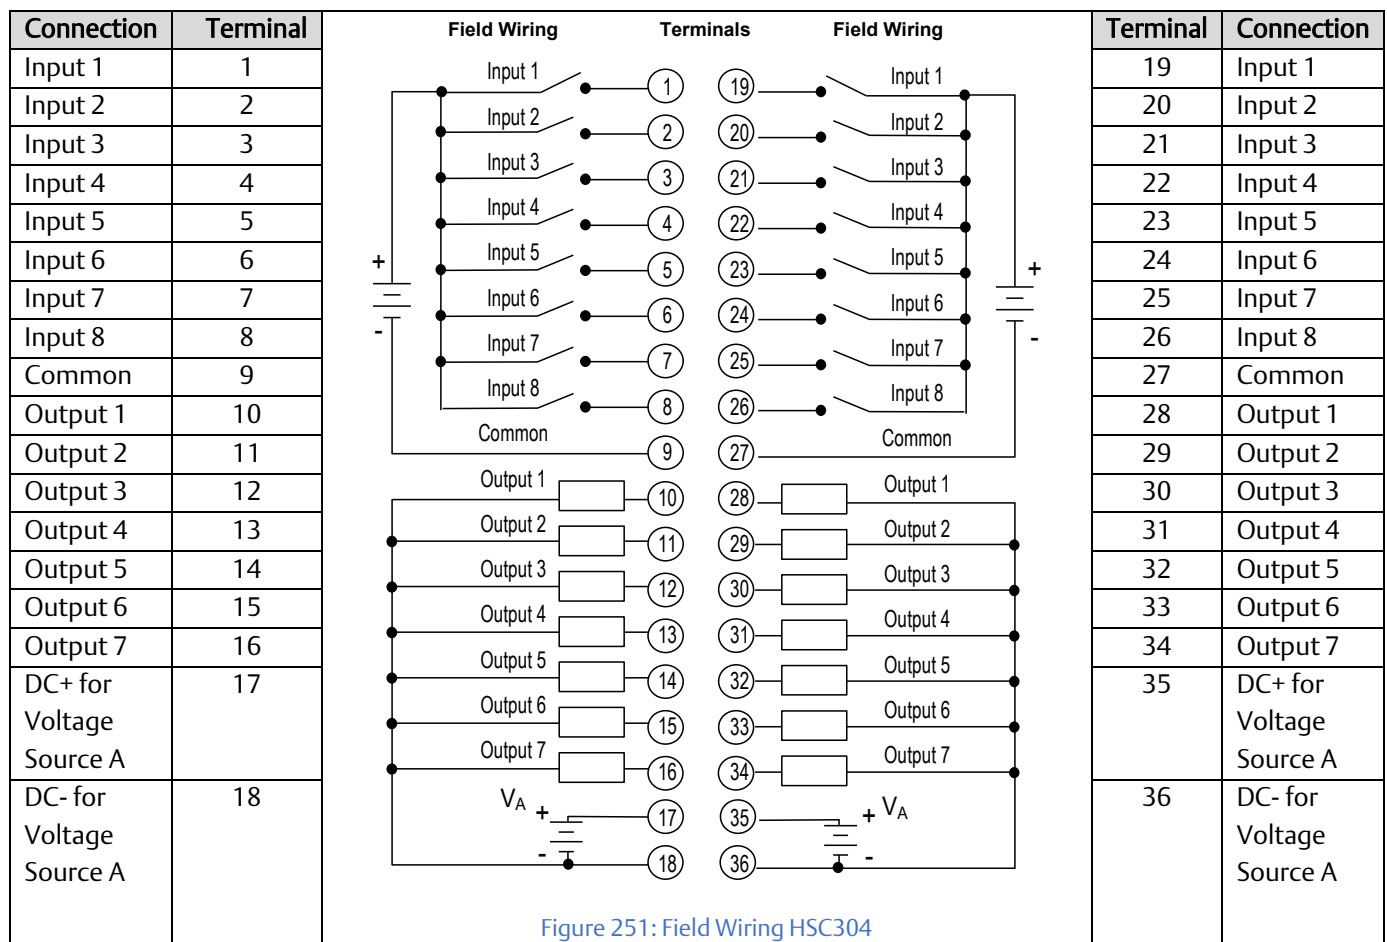 Connection Terminal
Input 1 1
Input 2 2
Input 3 3
Input 4 4
Input 5 5
Input 6 6
Input 7 7
Input 8 8
Common 9
Output 1 10
Output 2 11
Output 3 12
Output 4 13
Output 5 14
Output 6 15
Output 7 16
DC+ for 17
Voltage
Source A
DC- for 18
Voltage
Source A
Field Wiring Terminals Field Wiring
Input 1 1 19 Input 1
Input 2 2 20 Input 2
Input 3 3 21 Input 3
Input 4 4 22 Input 4
Input 5 5 23 Input 5
+ +
Input 6 6 24 Input 6
- -
Input 7 7 25 Input 7
Input 8 8 26 Input 8
Common 9 27 Common
Output 1 10 28 Output 1
Output 2 11 29 Output 2
Output 3 12 30 Output 3
Output 4 13 31 Output 4
Output 5 14 32 Output 5
Output 6 15 33 Output 6
Output 7 16 34 Output 7
VA + 17 35 + VA
- 18 36 -
Figure 251: Field Wiring HSC304
Terminal Connection
19 Input 1
20 Input 2
21 Input 3
22 Input 4
23 Input 5
24 Input 6
25 Input 7
26 Input 8
27 Common
28 Output 1
29 Output 2
30 Output 3
31 Output 4
32 Output 5
33 Output 6
34 Output 7
35 DC+ for
Voltage
Source A
36 DC- for
Voltage
Source A